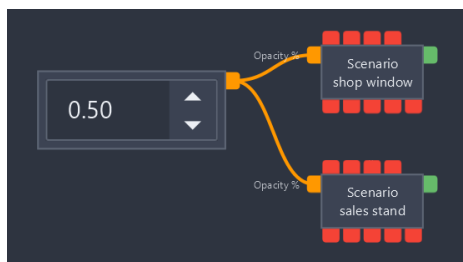 Opacity %
Scenario
shop window
0.50
Opacity %
Scenario
sales stand